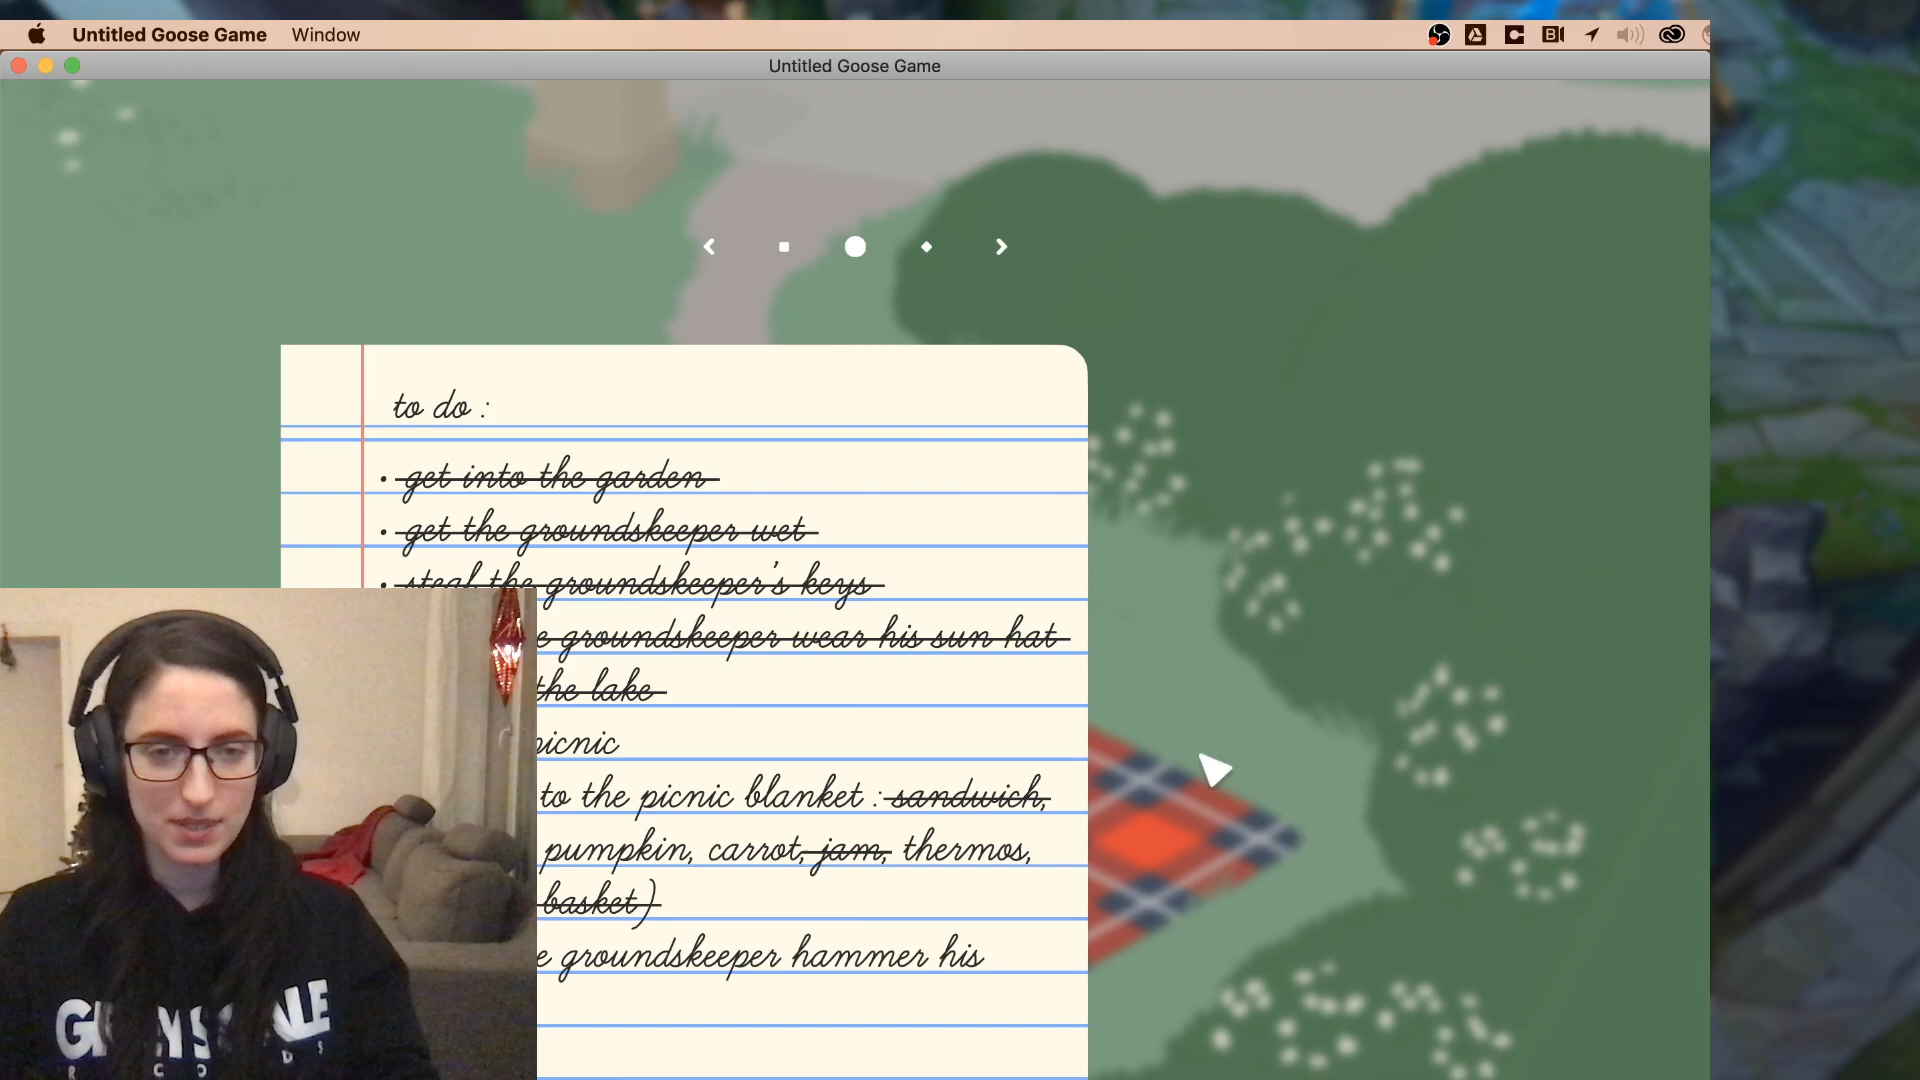 Untitled Goose Game Window
Untitled Goose Game
to do :
• get into the garden
• get the groundskeeper wet
• steal the groundskeeper's keys
groundskeeper wear his sun hat
the lake
picnic
to the picnic blanket : sandwich,
pumpkin, carrot, jam, thermos,
basket)
groundskeeper hammer his